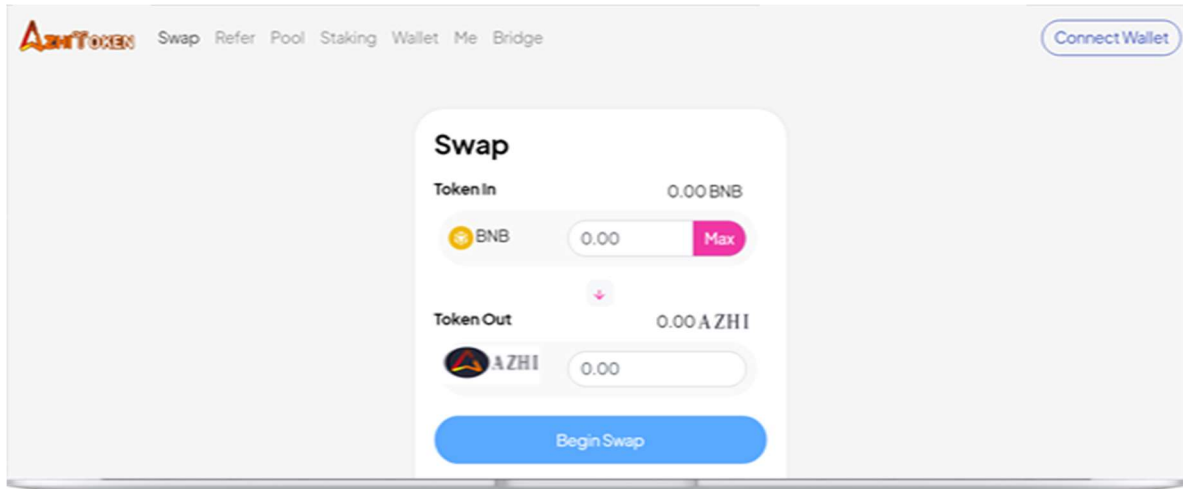 AZHITOKEN Swap Refer Pool Staking Wallet Me Bridge Connect Wallet
Swap
Token In 0.00 BNB
BNB 0.00 Max
Token Out 0.00 AZHI
AZHI 0.00
Begin Swap